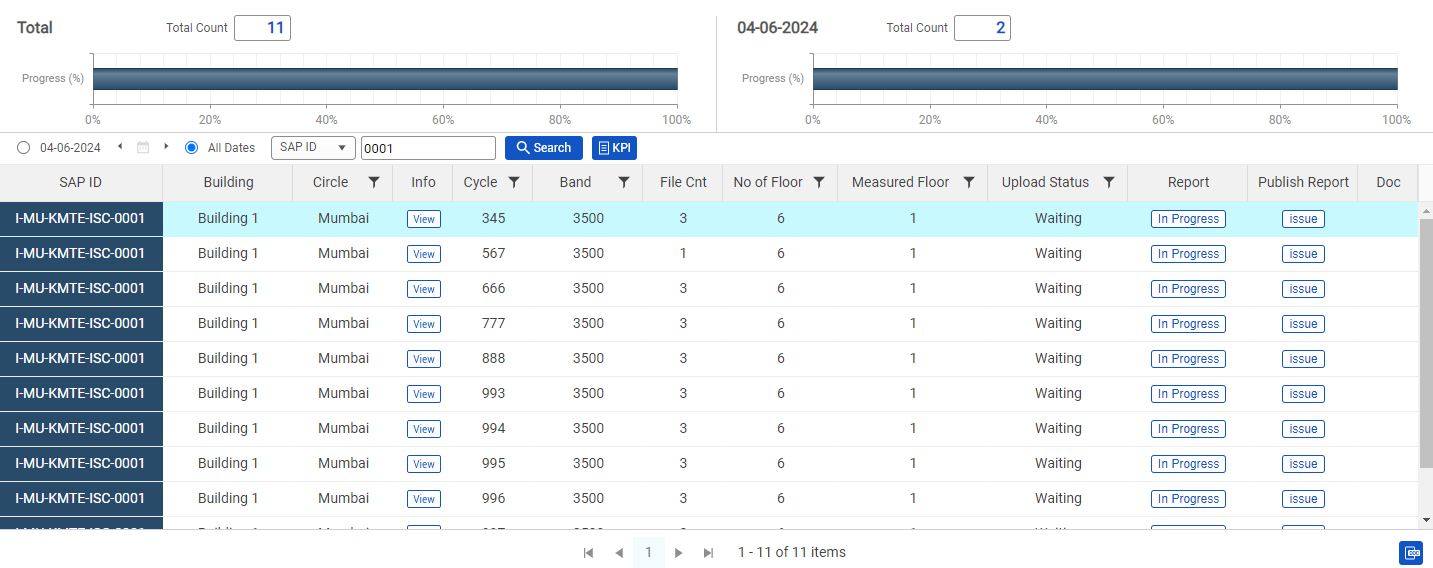 Total Total Count 11 04-06-2024 Total Count 2
Progress (%) Progress (%)
0% 20% 40% 60% 80% 100% 0% 20% 40% 60% 80% 100%
04-06-2024 All Dates SAP ID 0001 Search KPI
SAP ID Building Circle Info Cycle Band File Cnt No of Floor Measured Floor Upload Status Report Publish Report Doc
I-MU-KMTE-ISC-0001 Building 1 Mumbai View 345 3500 3 6 1 Waiting In Progress issue
I-MU-KMTE-ISC-0001 Building 1 Mumbai View 567 3500 1 6 1 Waiting In Progress issue
I-MU-KMTE-ISC-0001 Building 1 Mumbai View 666 3500 3 6 1 Waiting In Progress issue
I-MU-KMTE-ISC-0001 Building 1 Mumbai View 777 3500 3 6 1 Waiting In Progress issue
I-MU-KMTE-ISC-0001 Building 1 Mumbai View 888 3500 3 6 1 Waiting In Progress issue
I-MU-KMTE-ISC-0001 Building 1 Mumbai View 993 3500 3 6 1 Waiting In Progress issue
I-MU-KMTE-ISC-0001 Building 1 Mumbai View 994 3500 3 6 1 Waiting In Progress issue
I-MU-KMTE-ISC-0001 Building 1 Mumbai View 995 3500 3 6 1 Waiting In Progress issue
I-MU-KMTE-ISC-0001 Building 1 Mumbai View 996 3500 3 6 1 Waiting In Progress issue
1 1 - 11 of 11 items